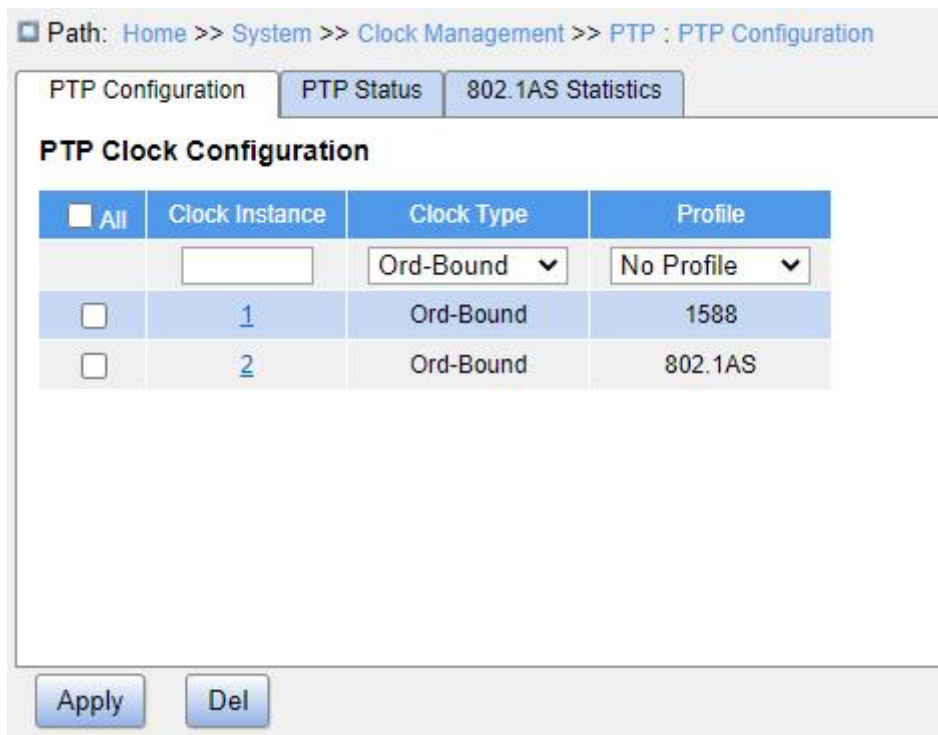 Path: Home >> System >> Clock Management >> PTP : PTP Configuration
PTP Configuration PTP Status 802.1AS Statistics
PTP Clock Configuration
All Clock Instance Clock Type Profile
Ord-Bound No Profile
1 Ord-Bound 1588
2 Ord-Bound 802.1AS
Apply Del